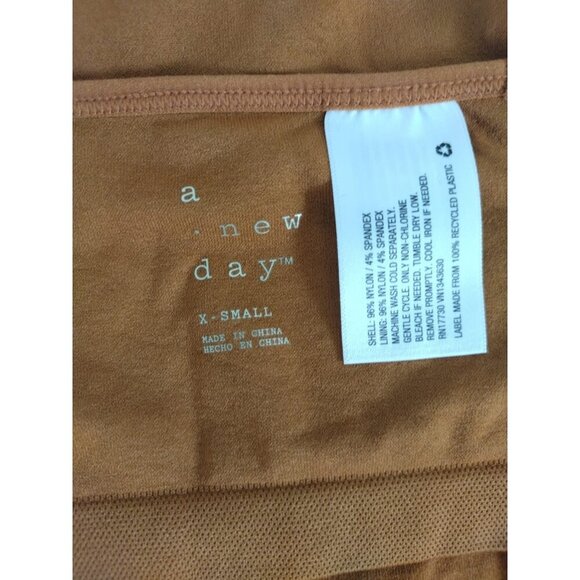 a
· new
day™
X-SMALL
MADE IN CHINA
HECHO EN CHINA
SHELL: 96% NYLON / 4% SPANDEX
LINING: 96% NYLON / 4% SPANDEX
MACHINE WASH COLD SEPARATELY.
GENTLE CYCLE. ONLY NON-CHLORINE
BLEACH IF NEEDED. TUMBLE DRY LOW.
REMOVE PROMPTLY. COOL IRON IF NEEDED.
RN17730 VN1343630
LABEL MADE FROM 100% RECYCLED PLASTIC